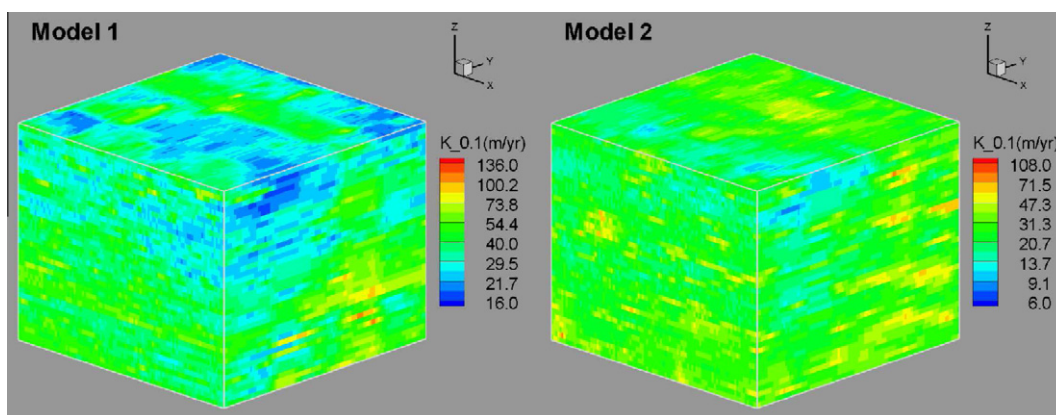 Model 1
Z
Y
X
K_0.1(m/yr)
136.0
100.2
73.8
54.4
40.0
29.5
21.7
16.0
Model 2
Z
Y
X
K_0.1(m/yr)
108.0
71.5
47.3
31.3
20.7
13.7
9.1
6.0